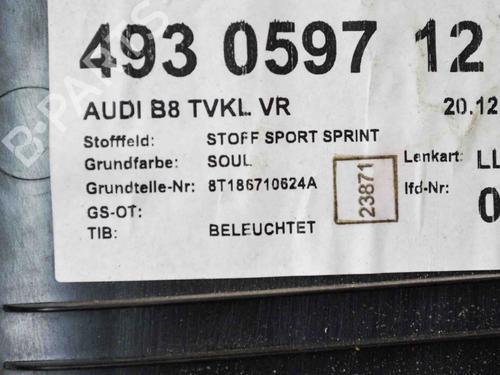 493 0597 12
AUDI B8 TVKL VR 20.12
Stofffeld: STOFF SPORT SPRINT
Grundfarbe: SOUL Lenkart: LL
Grundteile-Nr: 8T186710624A lfd-Nr: 0
23871
GS-OT:
TIB: BELEUCHTET
B-PARTS